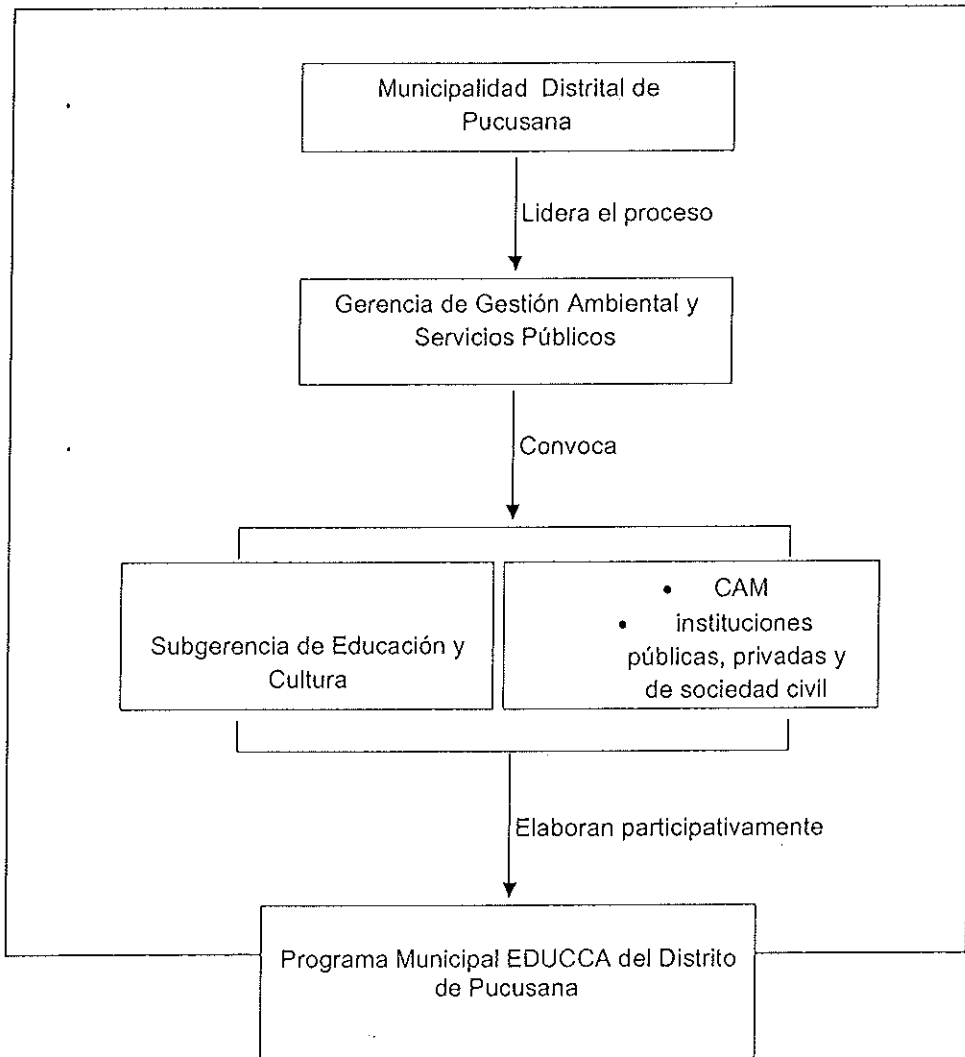 Municipalidad Distrital de
Pucusana
Lidera el proceso
Gerencia de Gestión Ambiental y
Servicios Públicos
Convoca
Subgerencia de Educación y
Cultura
• CAM
• instituciones
públicas, privadas y
de sociedad civil
Elaboran participativamente
Programa Municipal EDUCCA del Distrito
de Pucusana